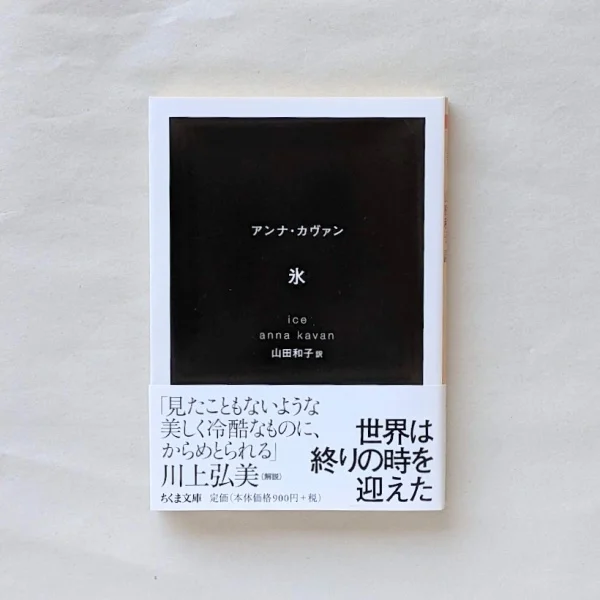 アンナ・カヴァン
氷
ice
anna kavan
山田和子 訳
「見たこともないような
美しく冷酷なものに、
からめとられる」
川上弘美（解説）
ちくま文庫 定価（本体価格900円+税）
世界は
終りの時を
迎えた